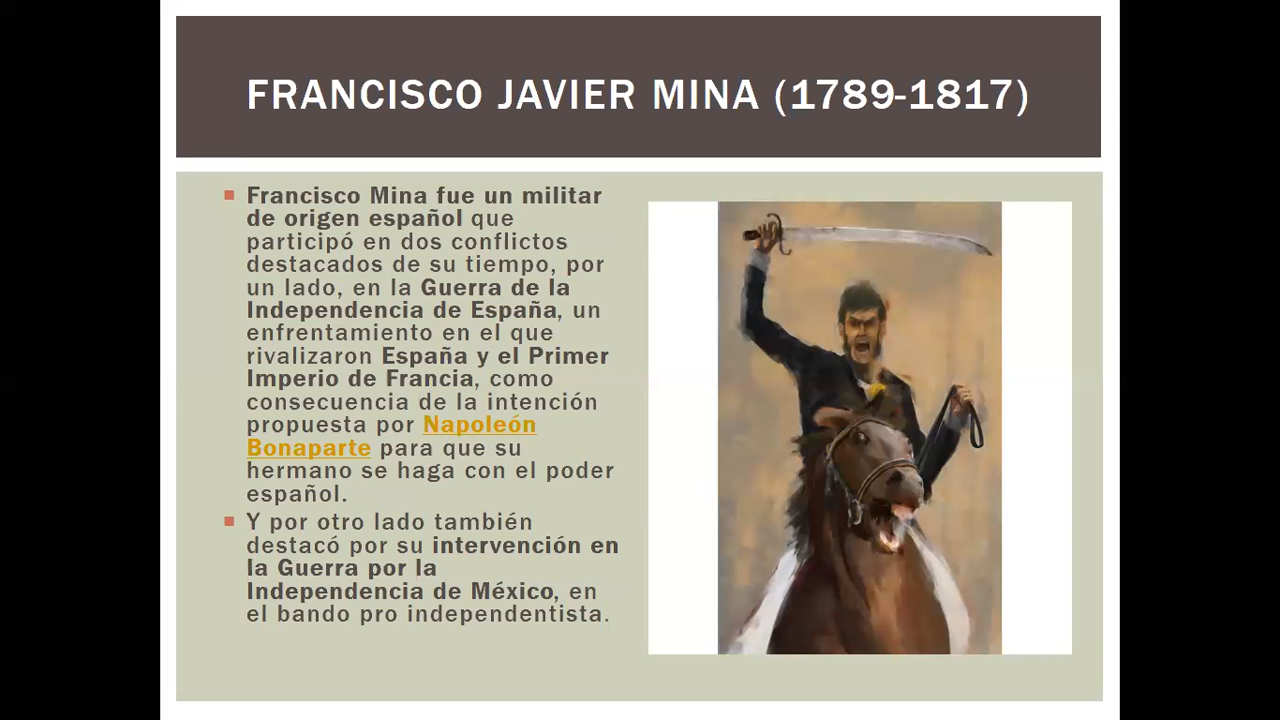 FRANCISCO JAVIER MINA (1789-1817)
Francisco Mina fue un militar
de origen español que
participó en dos conflictos
destacados de su tiempo, por
un lado, en la Guerra de la
Independencia de España, un
enfrentamiento en el que
rivalizaron España y el Primer
Imperio de Francia, como
consecuencia de la intención
propuesta por Napoleón
Bonaparte para que su
hermano se haga con el poder
español.
Y por otro lado también
destacó por su intervención en
la Guerra por la
Independencia de México, en
el bando pro independentista.